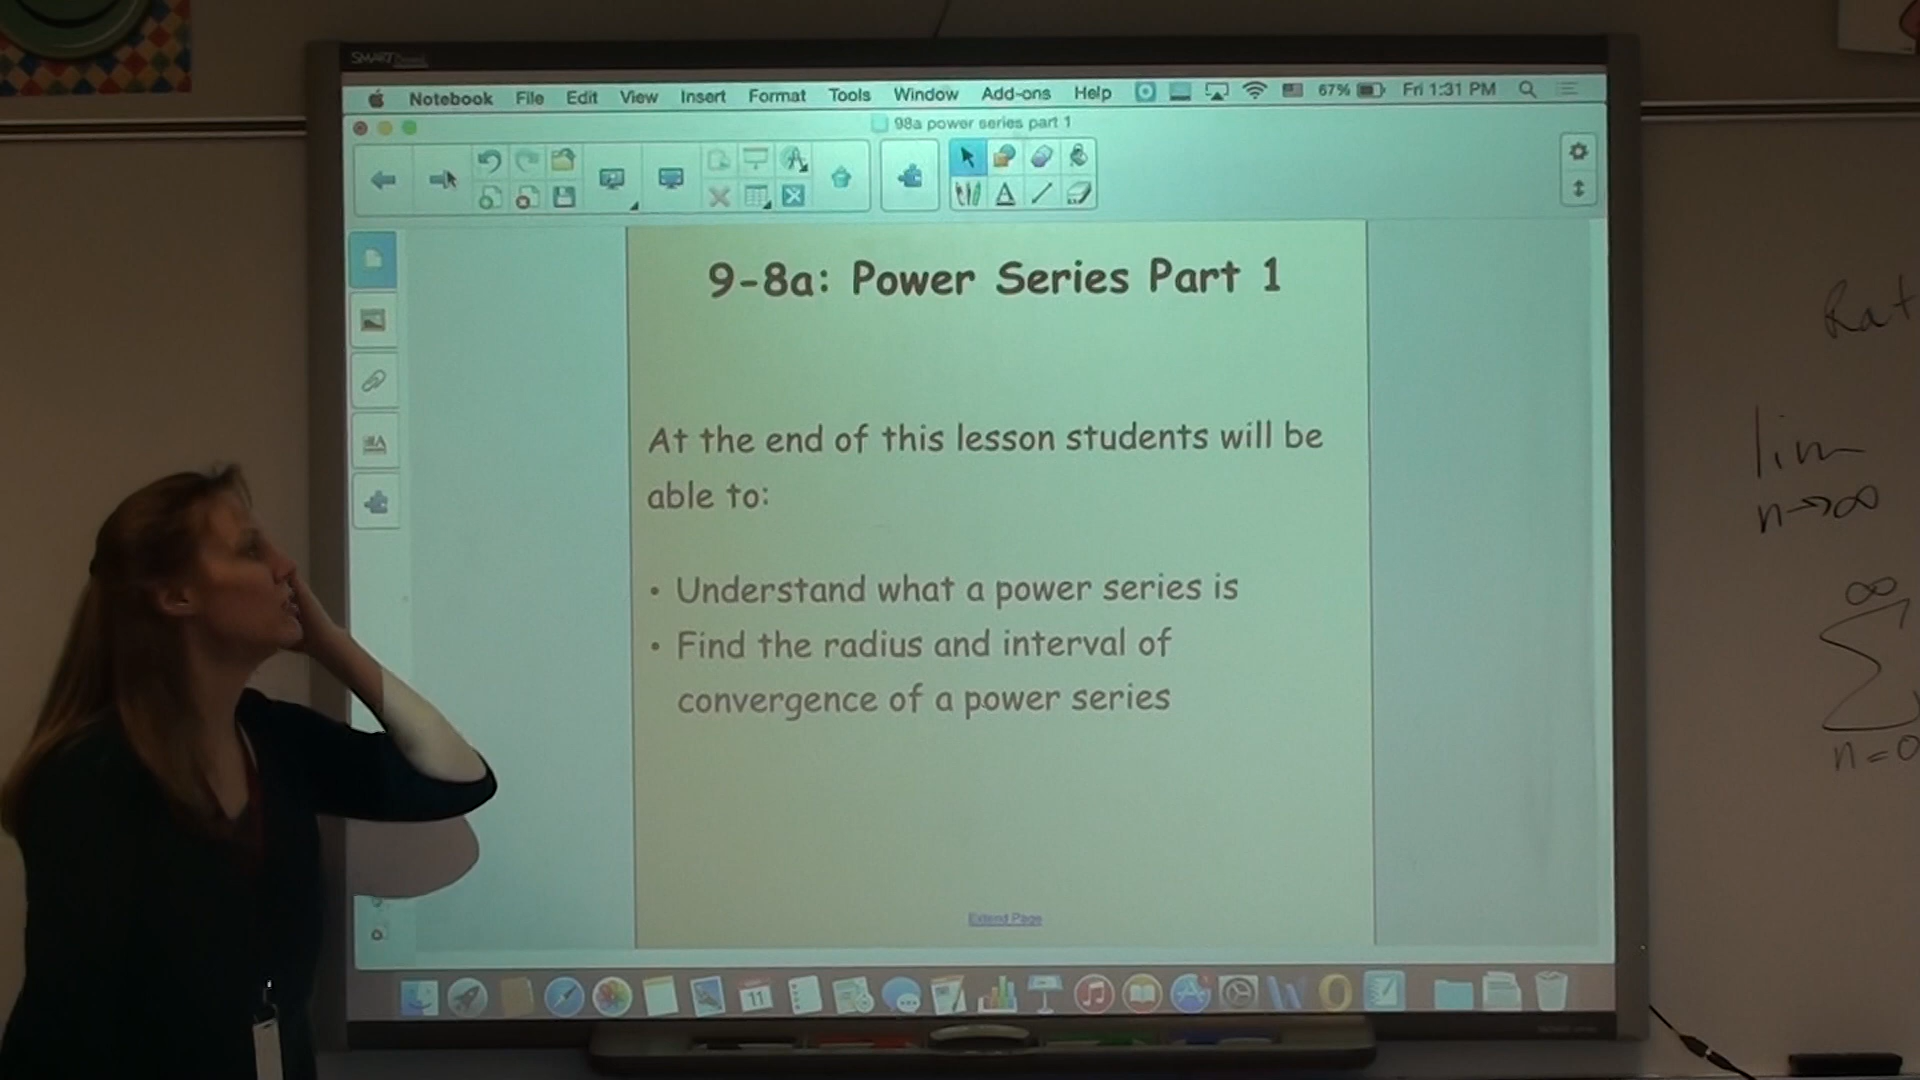 SMART
Notebook File Edit View Insert Format Tools Window Add-ons Help 67% Fri 1:31 PM
98a power series part 1
9-8a: Power Series Part 1
At the end of this lesson students will be
able to:
• Understand what a power series is
• Find the radius and interval of
convergence of a power series
Extend Page
11
Rat
lim
n→∞
∞
∑
n=0